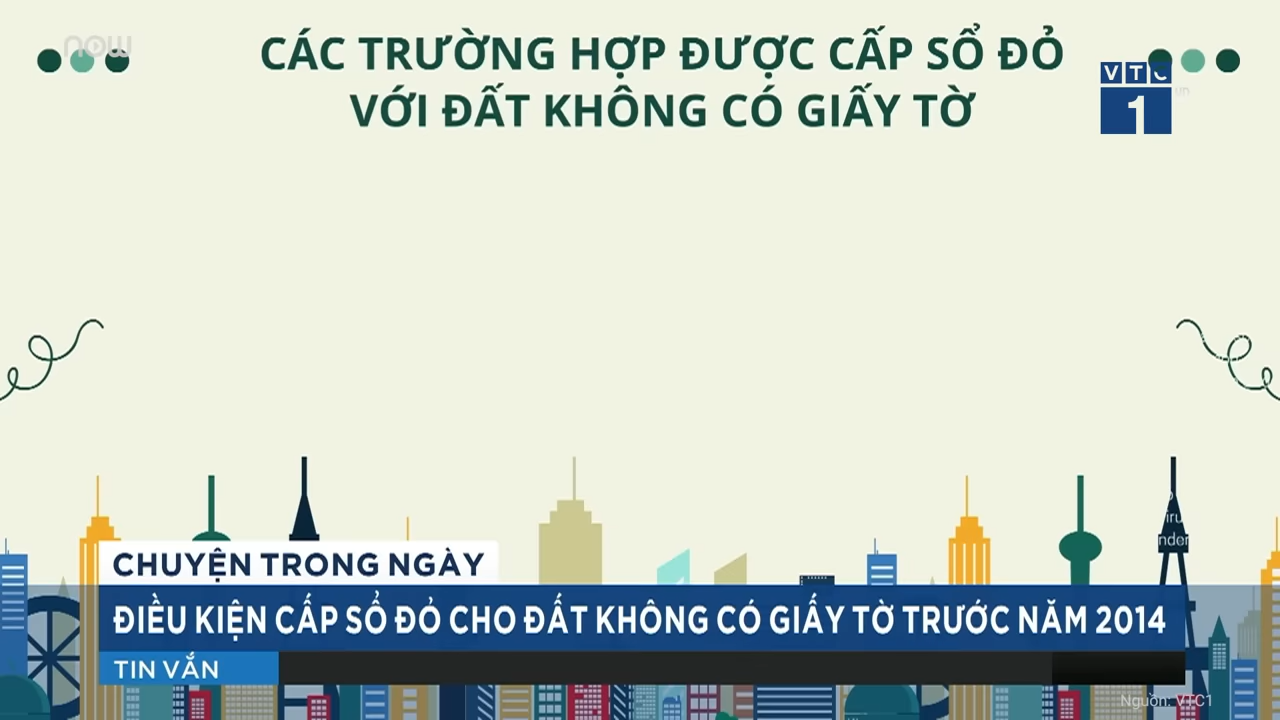 now
CÁC TRƯỜNG HỢP ĐƯỢC CẤP SỔ ĐỎ
VỚI ĐẤT KHÔNG CÓ GIẤY TỜ
VTC
1
CHUYỆN TRONG NGÀY
ĐIỀU KIỆN CẤP SỔ ĐỎ CHO ĐẤT KHÔNG CÓ GIẤY TỜ TRƯỚC NĂM 2014
TIN VẮN
Nguồn: VTC1